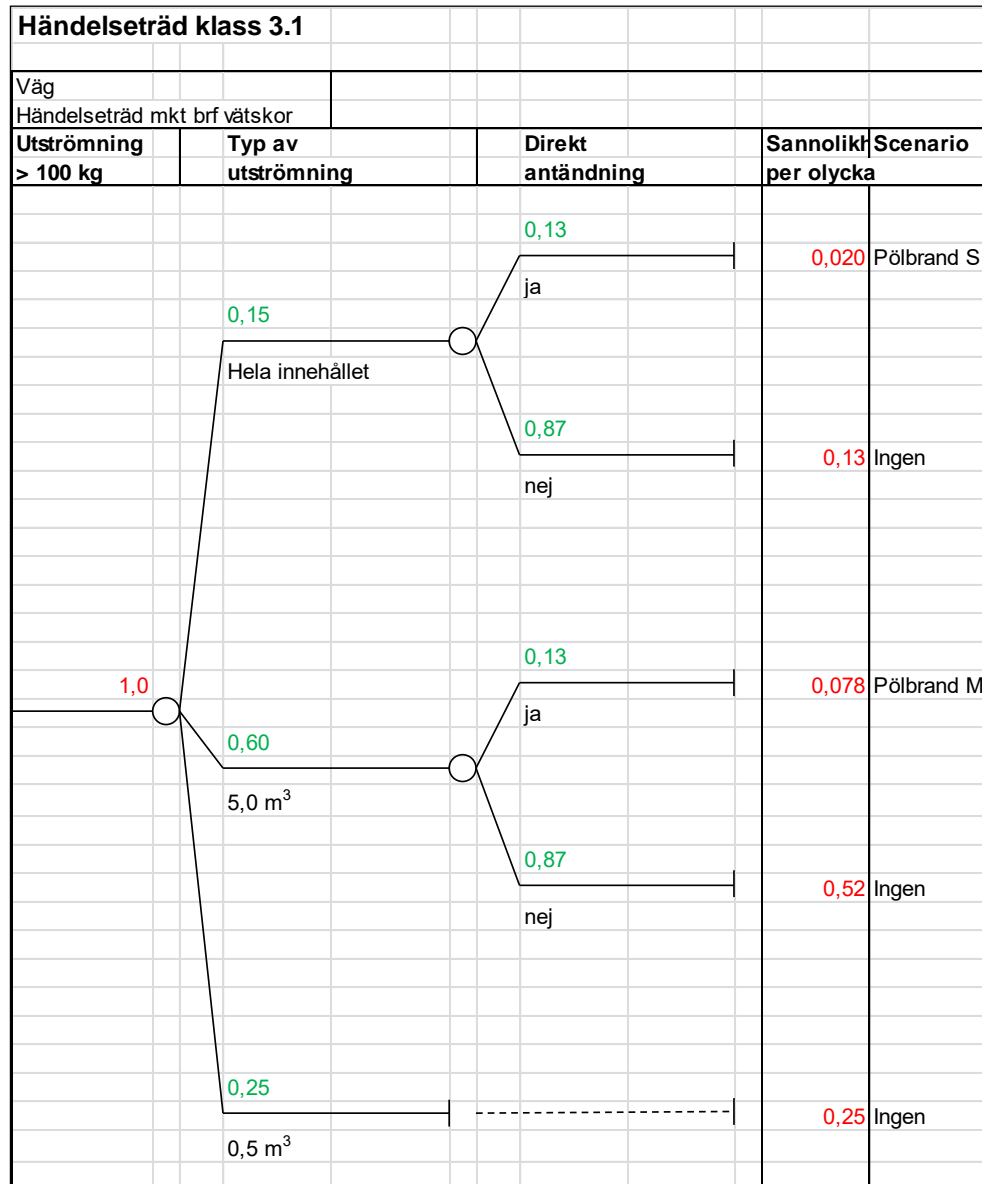 Händelseträd klass 3.1
Väg
Händelseträd mkt brf vätskor
Utströmning Typ av Direkt Sannolikh Scenario
> 100 kg utströmning antändning per olycka
0,13
0,020 Pölbrand S
ja
0,15
Hela innehållet
0,87
0,13 Ingen
nej
0,13
1,0 0,078 Pölbrand M
ja
0,60
5,0 m³
0,87
0,52 Ingen
nej
0,25
0,25 Ingen
0,5 m³